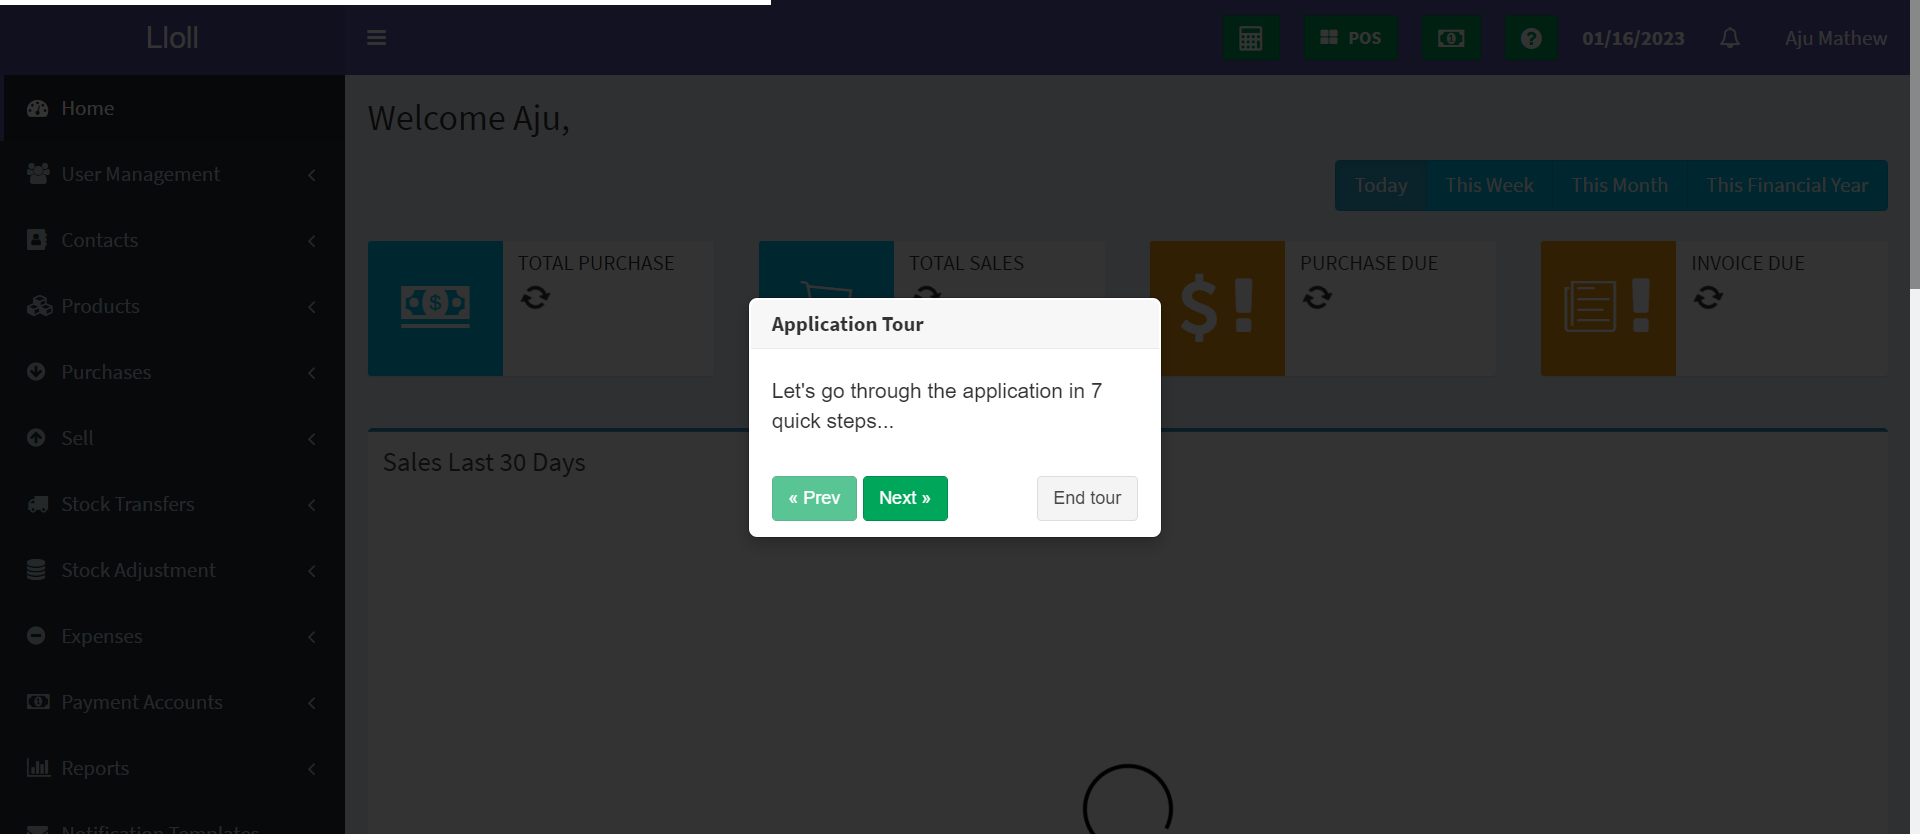 Lloll
POS
01/16/2023
Aju Mathew
Home
User Management
Contacts
Products
Purchases
Sell
Stock Transfers
Stock Adjustment
Expenses
Payment Accounts
Reports
Notification Templates
Welcome Aju,
Today This Week This Month This Financial Year
TOTAL PURCHASE
TOTAL SALES
PURCHASE DUE
INVOICE DUE
Sales Last 30 Days
Application Tour
Let's go through the application in 7
quick steps...
« Prev Next » End tour